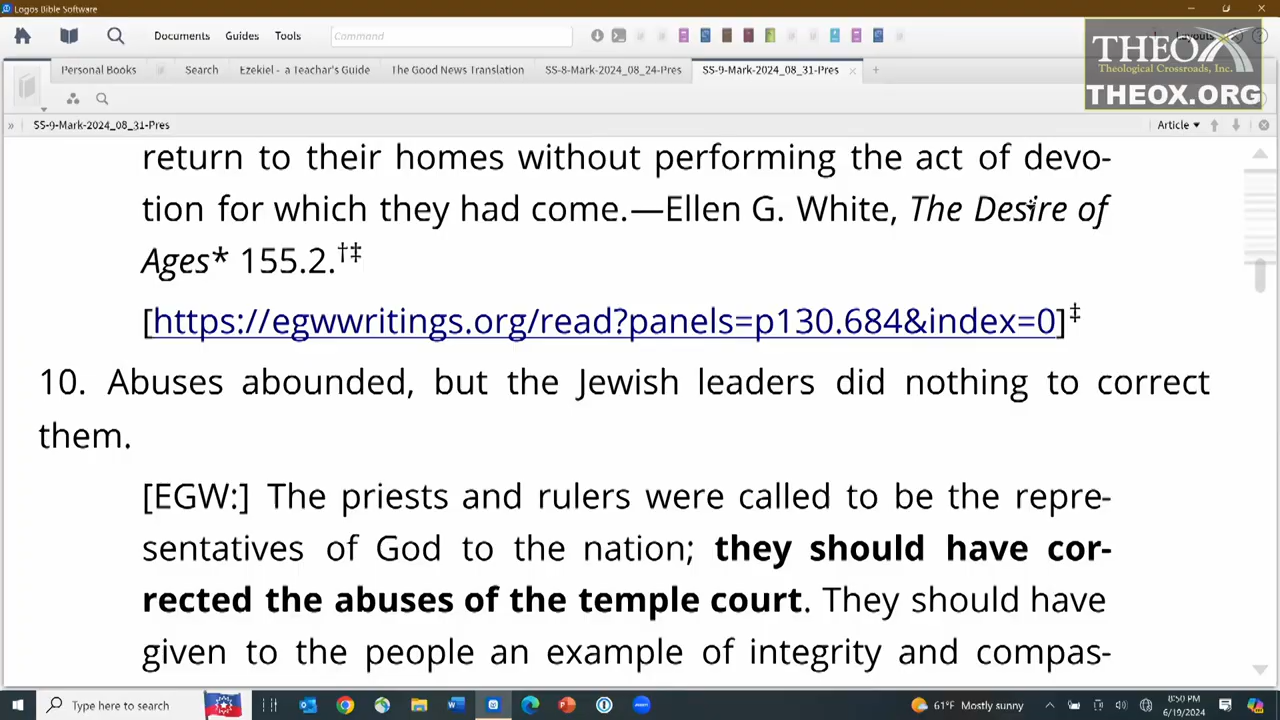 Logos Bible Software
Documents Guides Tools Command
THEOX
Theological Crossroads, Inc.
THEOX.ORG
Personal Books Search Ezekiel - a Teacher's Guide SS-8-Mark-2024_08_24-Pres SS-9-Mark-2024_08_31-Pres
SS-9-Mark-2024_08_31-Pres Article
return to their homes without performing the act of devo-
tion for which they had come.—Ellen G. White, The Desire of
Ages* 155.2.†‡
[https://egwwritings.org/read?panels=p130.684&index=0]‡
10. Abuses abounded, but the Jewish leaders did nothing to correct
them.
[EGW:] The priests and rulers were called to be the repre-
sentatives of God to the nation; they should have cor-
rected the abuses of the temple court. They should have
given to the people an example of integrity and compas-
Type here to search
61°F Mostly sunny
8:50 PM
6/19/2024